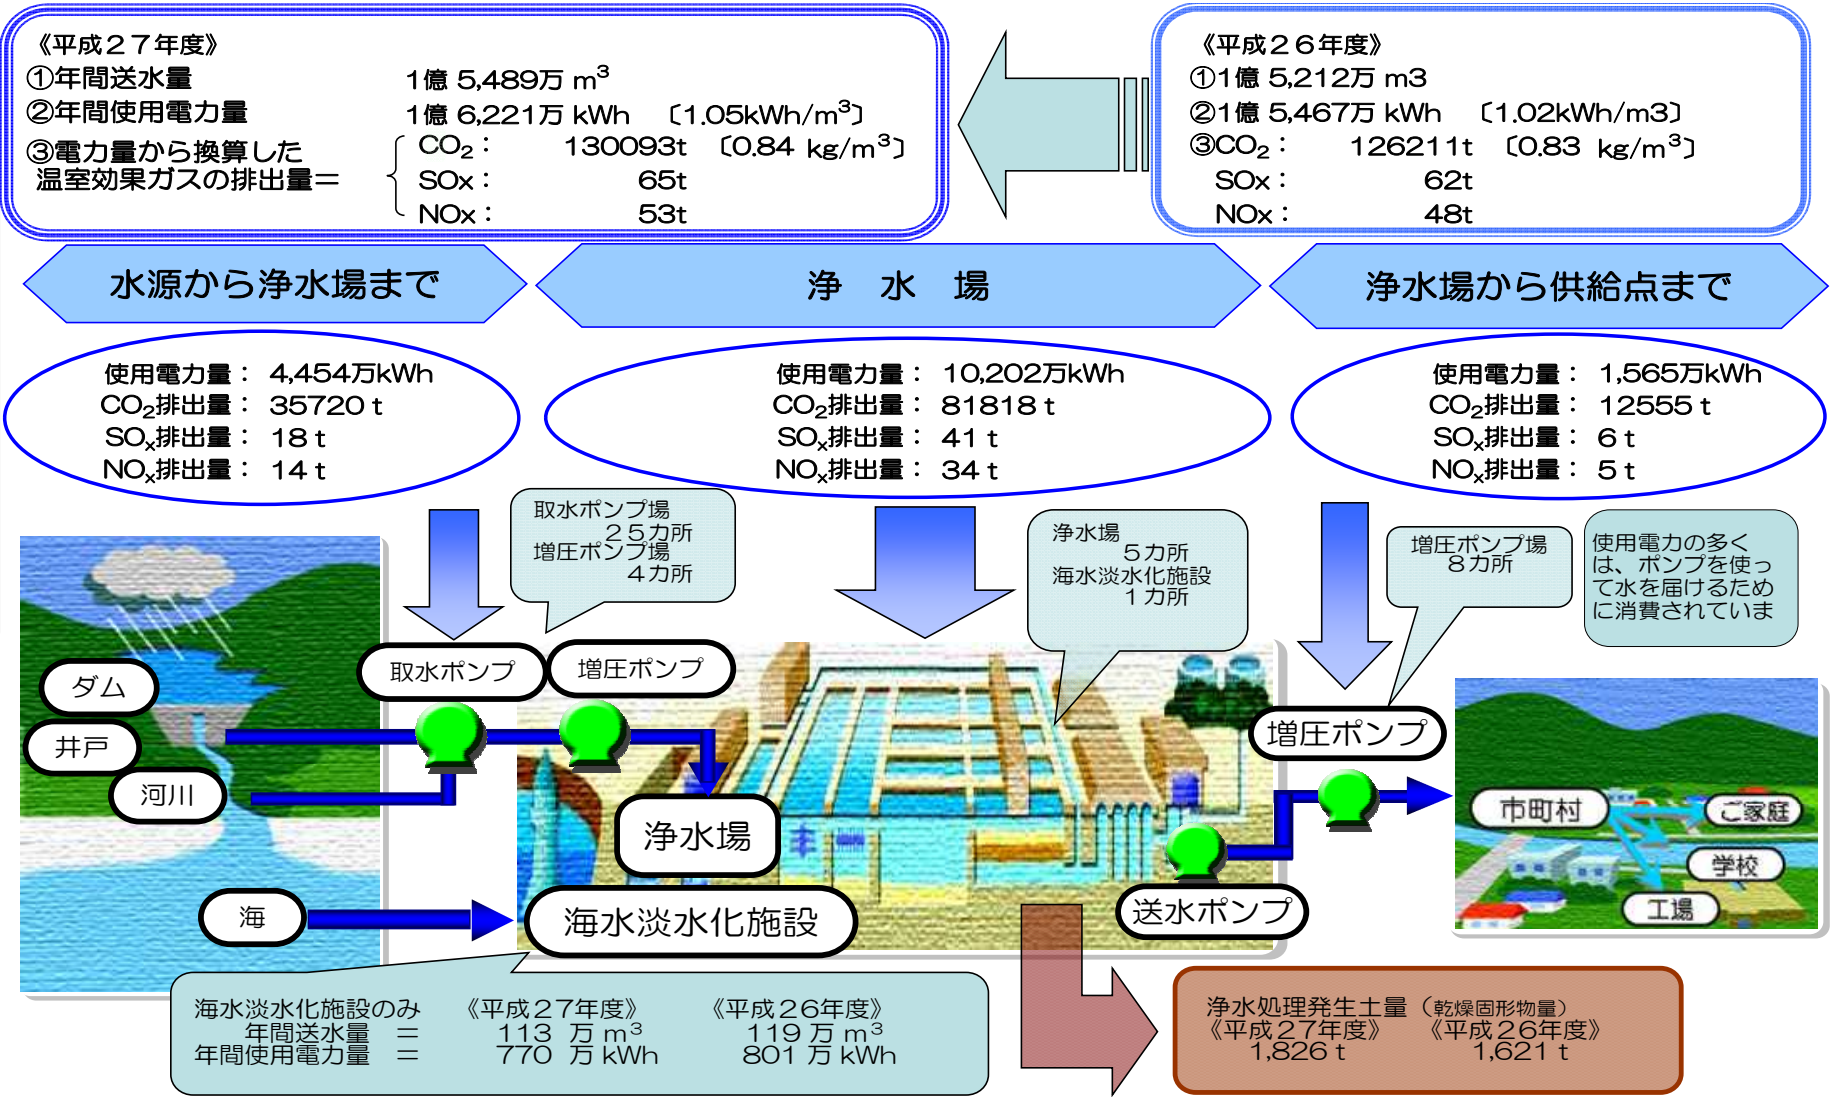 《平成２７年度》
①年間送水量 1億 5,489万 m³
②年間使用電力量 1億 6,221万 kWh 〔1.05kWh/m³〕
③電力量から換算した
温室効果ガスの排出量＝
CO₂： 130093t 〔0.84 kg/m³〕
SOx： 65t
NOx： 53t
《平成２６年度》
①1億 5,212万 m3
②1億 5,467万 kWh 〔1.02kWh/m3〕
③CO₂： 126211t 〔0.83 kg/m³〕
SOx： 62t
NOx： 48t
水源から浄水場まで
浄 水 場
浄水場から供給点まで
使用電力量： 4,454万kWh
CO₂排出量： 35720 t
SOₓ排出量： 18 t
NOₓ排出量： 14 t
使用電力量： 10,202万kWh
CO₂排出量： 81818 t
SOₓ排出量： 41 t
NOₓ排出量： 34 t
使用電力量： 1,565万kWh
CO₂排出量： 12555 t
SOₓ排出量： 6 t
NOₓ排出量： 5 t
取水ポンプ場
２５カ所
増圧ポンプ場
４カ所
浄水場
５カ所
海水淡水化施設
１カ所
増圧ポンプ場
８カ所
使用電力の多く
は、ポンプを使っ
て水を届けるため
に消費されていま
ダム
井戸
河川
海
取水ポンプ
増圧ポンプ
浄水場
海水淡水化施設
送水ポンプ
増圧ポンプ
市町村
ご家庭
学校
工場
海水淡水化施設のみ 《平成２７年度》 《平成２６年度》
年間送水量 ＝ 113 万 m³ 119 万 m³
年間使用電力量 ＝ 770 万 kWh 801 万 kWh
浄水処理発生土量（乾燥固形物量）
《平成２７年度》 《平成２６年度》
1,826 t 1,621 t